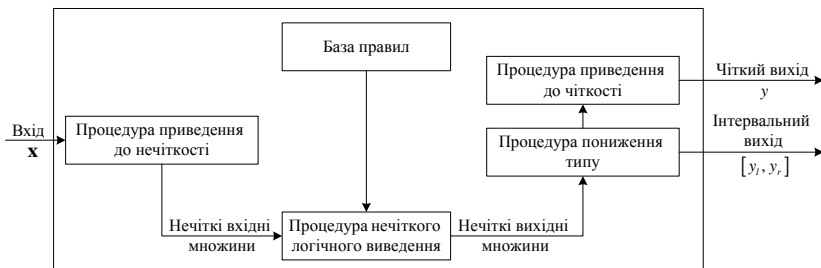 База правил
Процедура приведення
до чіткості
Чіткий вихід
y
Вхід
x
Процедура приведення
до нечіткості
Процедура пониження
типу
Інтервальний
вихід
[y_l, y_r]
Нечіткі вхідні
множини
Процедура нечіткого
логічного виведення
Нечіткі вихідні
множини